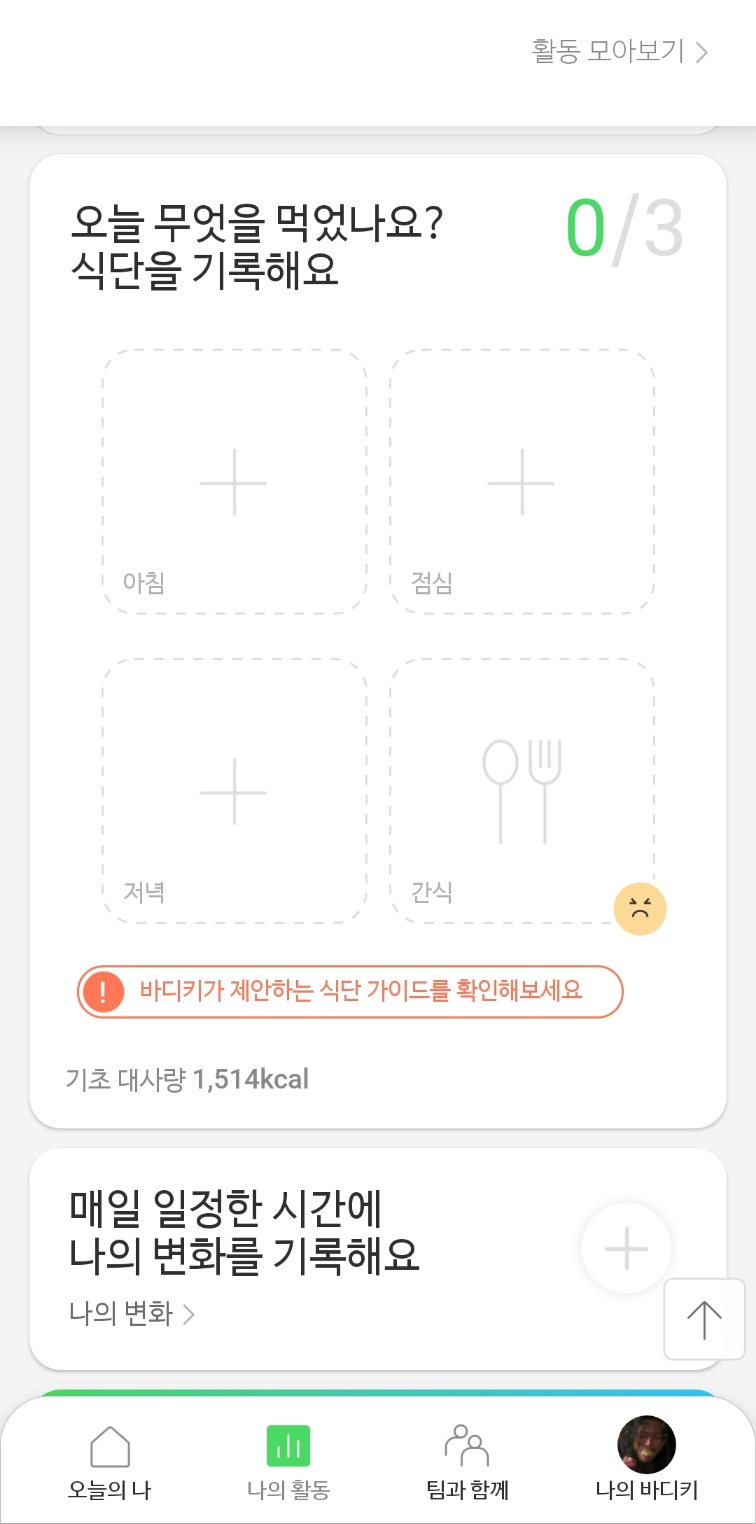 활동 모아보기
오늘 무엇을 먹었나요?
식단을 기록해요
0/3
아침
점심
저녁
간식
! 바디키가 제안하는 식단 가이드를 확인해보세요
기초 대사량 1,514kcal
매일 일정한 시간에
나의 변화를 기록해요
나의 변화
오늘의 나
나의 활동
팀과 함께
나의 바디키